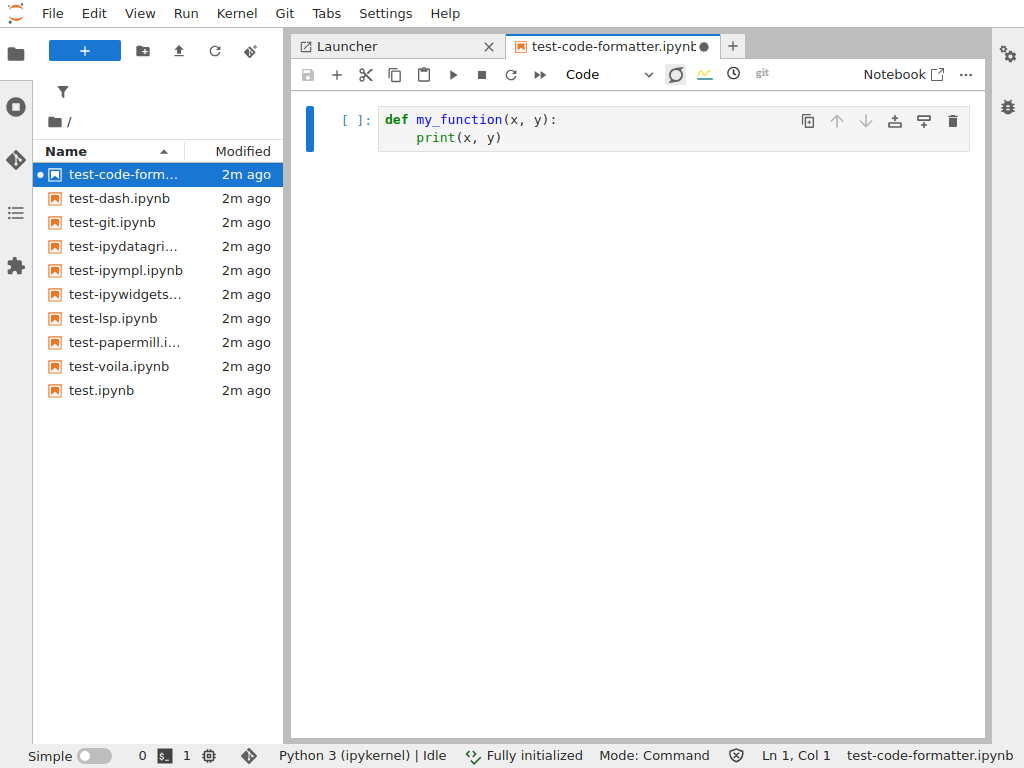 File Edit View Run Kernel Git Tabs Settings Help
Launcher
test-code-formatter.ipynb
Code
git
Notebook
/
Name Modified
test-code-form… 2m ago
test-dash.ipynb 2m ago
test-git.ipynb 2m ago
test-ipydatagri… 2m ago
test-ipympl.ipynb 2m ago
test-ipywidgets… 2m ago
test-lsp.ipynb 2m ago
test-papermill.i… 2m ago
test-voila.ipynb 2m ago
test.ipynb 2m ago
[ ]: def my_function(x, y):
print(x, y)
Simple 0 1 Python 3 (ipykernel) | Idle Fully initialized Mode: Command Ln 1, Col 1 test-code-formatter.ipynb